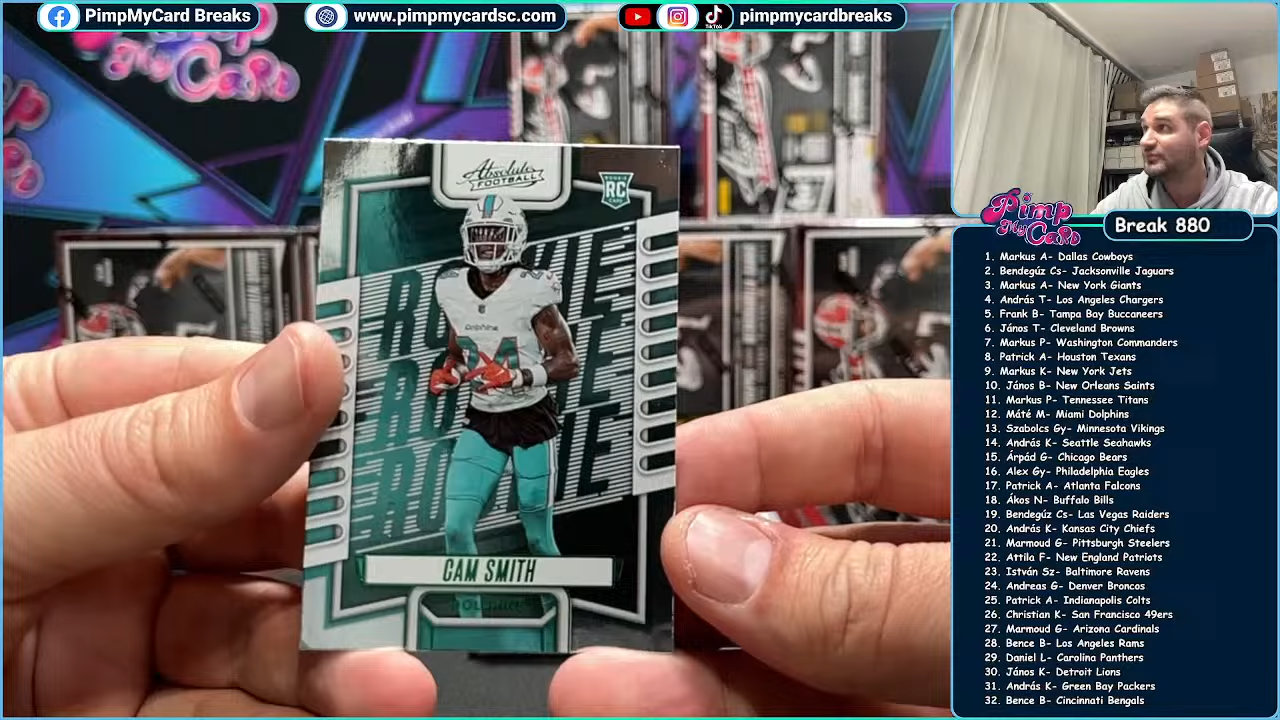 PimpMyCard Breaks
www.pimpmycardsc.com
TikTok
pimpmycardbreaks
Pimp
My Card
Absolute
FOOTBALL
ROOKIE
RC
CARD
ROOKIE
ROOKIE
ROOKIE
Dolphins
24
CAM SMITH
Pimp
My Card
Break 880
1. Markus A- Dallas Cowboys
2. Bendegúz Cs- Jacksonville Jaguars
3. Markus A- New York Giants
4. András T- Los Angeles Chargers
5. Frank B- Tampa Bay Buccaneers
6. János T- Cleveland Browns
7. Markus P- Washington Commanders
8. Patrick A- Houston Texans
9. Markus K- New York Jets
10. János B- New Orleans Saints
11. Markus P- Tennessee Titans
12. Máté M- Miami Dolphins
13. Szabolcs Gy- Minnesota Vikings
14. András K- Seattle Seahawks
15. Árpád G- Chicago Bears
16. Alex Gy- Philadelphia Eagles
17. Patrick A- Atlanta Falcons
18. Ákos N- Buffalo Bills
19. Bendegúz Cs- Las Vegas Raiders
20. András K- Kansas City Chiefs
21. Marmoud G- Pittsburgh Steelers
22. Attila F- New England Patriots
23. István Sz- Baltimore Ravens
24. Andreas G- Denver Broncos
25. Patrick A- Indianapolis Colts
26. Christian K- San Francisco 49ers
27. Marmoud G- Arizona Cardinals
28. Bence B- Los Angeles Rams
29. Daniel L- Carolina Panthers
30. János K- Detroit Lions
31. András K- Green Bay Packers
32. Bence B- Cincinnati Bengals